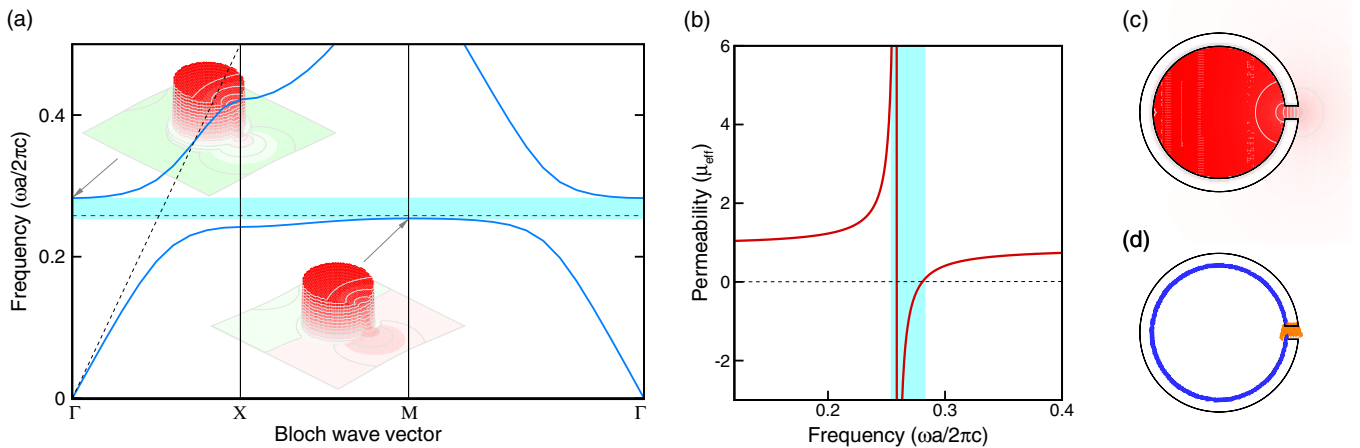 (a)
Frequency (ωa/2πc)
0.4
0.2
0
Γ
X
M
Γ
Bloch wave vector
(b)
Permeability (μeff)
6
4
2
0
-2
0.2
0.3
0.4
Frequency (ωa/2πc)
(c)
(d)